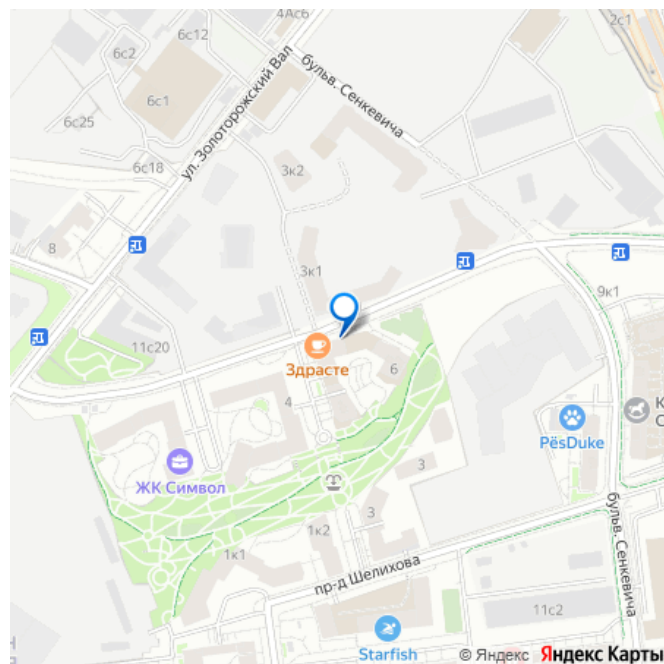 4Ас6
2с1
6с12
6с2
бульв. Сенкевича
6с1
ул. Золоторожский Вал
6с25
6с18
3к2
8
3к1
9к1
11с20
Здрасте
6
4
К
С
PёsDuke
ЖК Символ
3
3
1к2
1к1
пр-д Шелихова
бульв. Сенкевича
11с2
Starfish
© Яндекс Яндекс Карты